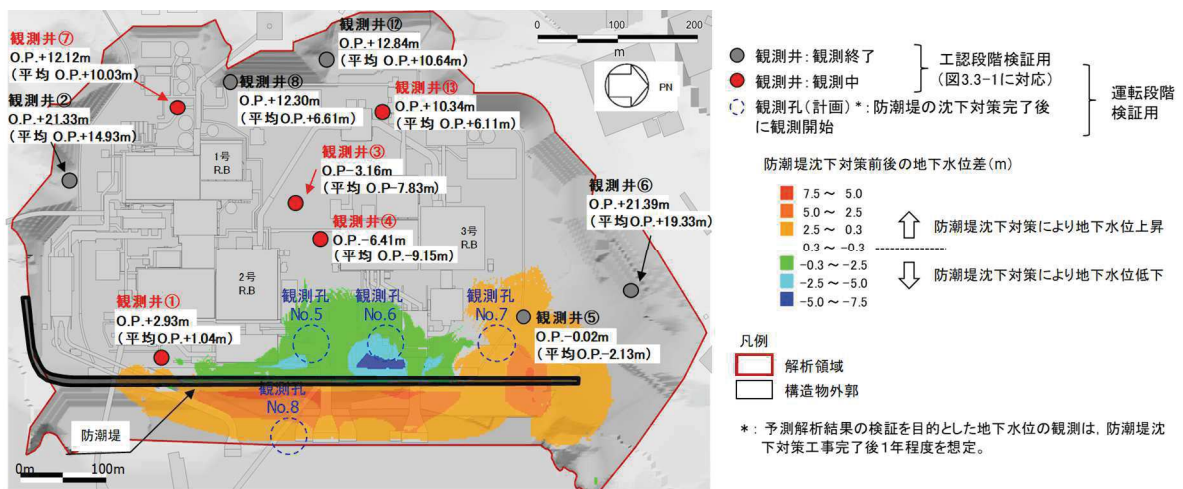 観測井⑦
O.P.+12.12m
(平均 O.P.+10.03m)
観測井②
O.P.+21.33m
(平均 O.P.+14.93m)
観測井⑫
O.P.+12.84m
(平均 O.P.+10.64m)
観測井⑧
O.P.+12.30m
(平均 O.P.+6.61m)
観測井⑬
O.P.+10.34m
(平均 O.P.+6.11m)
0 100 200
m
PN
観測井③
O.P-3.16m
(平均 O.P-7.83m)
観測井④
O.P.-6.41m
(平均 O.P.-9.15m)
観測井⑥
O.P.+21.39m
(平均O.P.+19.33m)
1号
R.B
2号
R.B
3号
R.B
観測井①
O.P.+2.93m
(平均O.P.+1.04m)
観測孔
No.5
観測孔
No.6
観測孔
No.7
観測井⑤
O.P.-0.02m
(平均O.P-2.13m)
観測孔
No.8
防潮堤
0m 100m
観測井:観測終了
観測井:観測中
工認段階検証用
(図3.3-1に対応)
観測孔(計画)*:防潮堤の沈下対策完了後
に観測開始
運転段階
検証用
防潮堤沈下対策前後の地下水位差(m)
7.5~ 5.0
5.0~ 2.5
2.5~ 0.3
0.3~-0.3
-0.3~-2.5
-2.5~-5.0
-5.0~-7.5
防潮堤沈下対策により地下水位上昇
防潮堤沈下対策により地下水位低下
凡例
解析領域
構造物外郭
*: 予測解析結果の検証を目的とした地下水位の観測は,防潮堤沈
下対策工事完了後1年程度を想定。